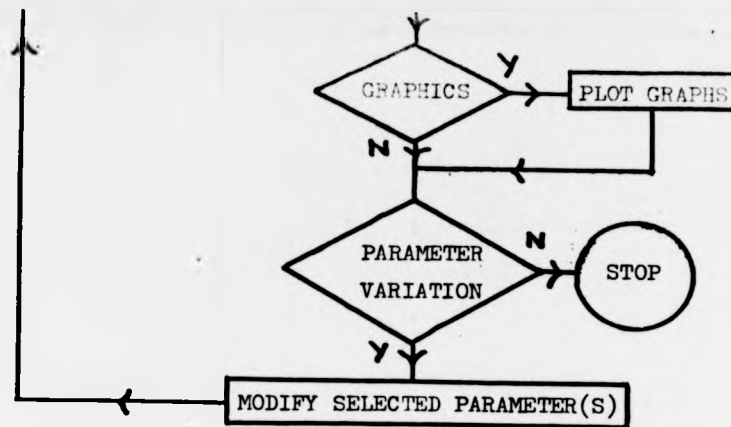 Y
GRAPHICS
PLOT GRAPHS
N
PARAMETER
VARIATION
N
STOP
Y
MODIFY SELECTED PARAMETER(S)